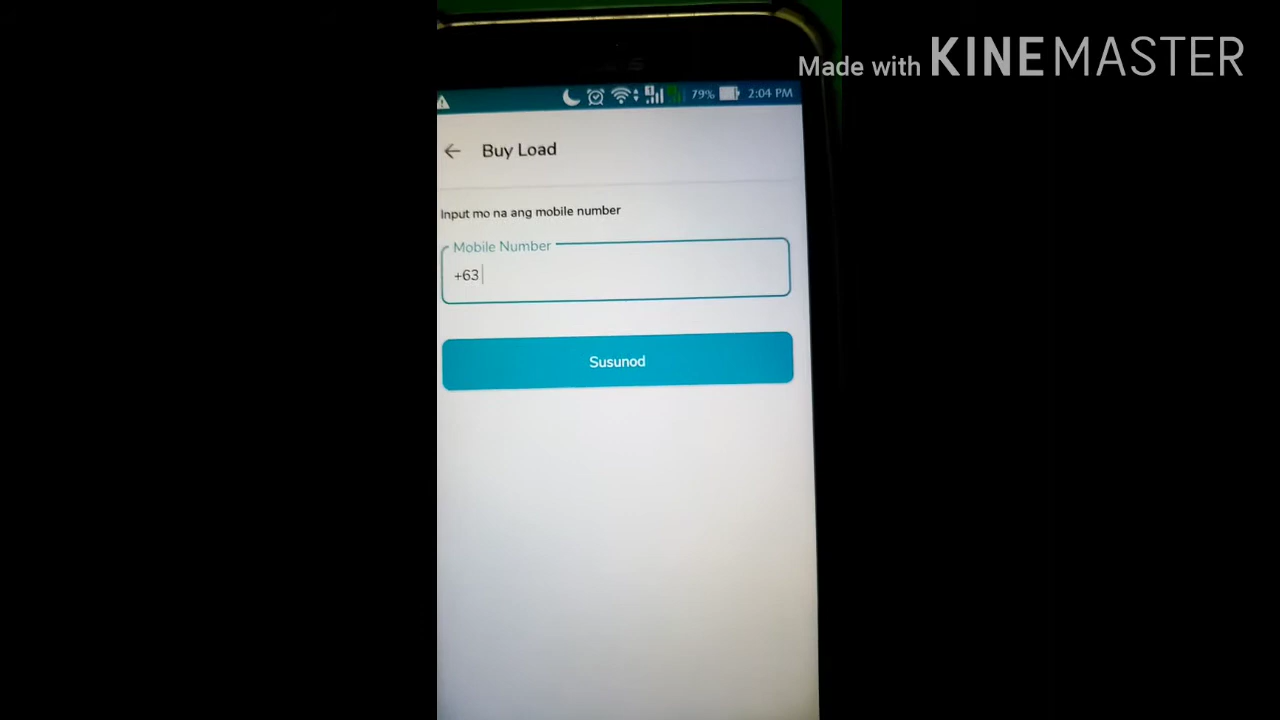 Made with KINEMASTER
79% 2:04 PM
Buy Load
Input mo na ang mobile number
Mobile Number
+63
Susunod